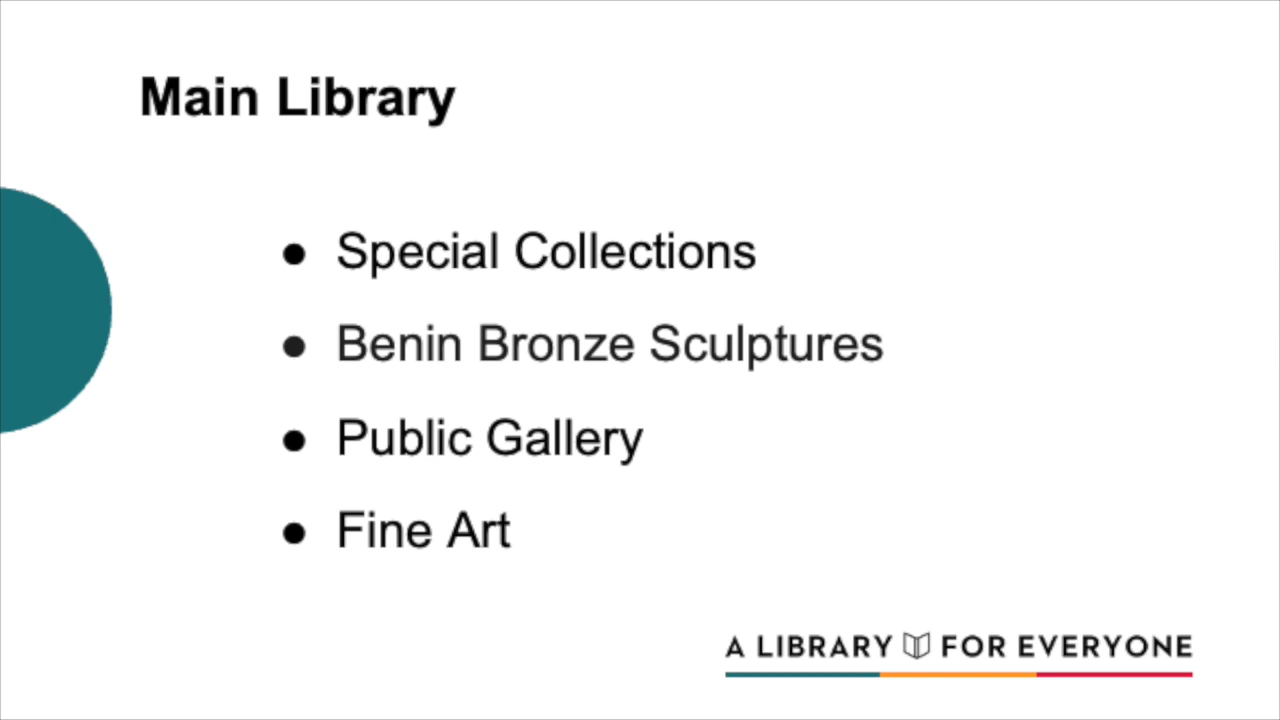 Main Library
● Special Collections
● Benin Bronze Sculptures
● Public Gallery
● Fine Art
A LIBRARY FOR EVERYONE